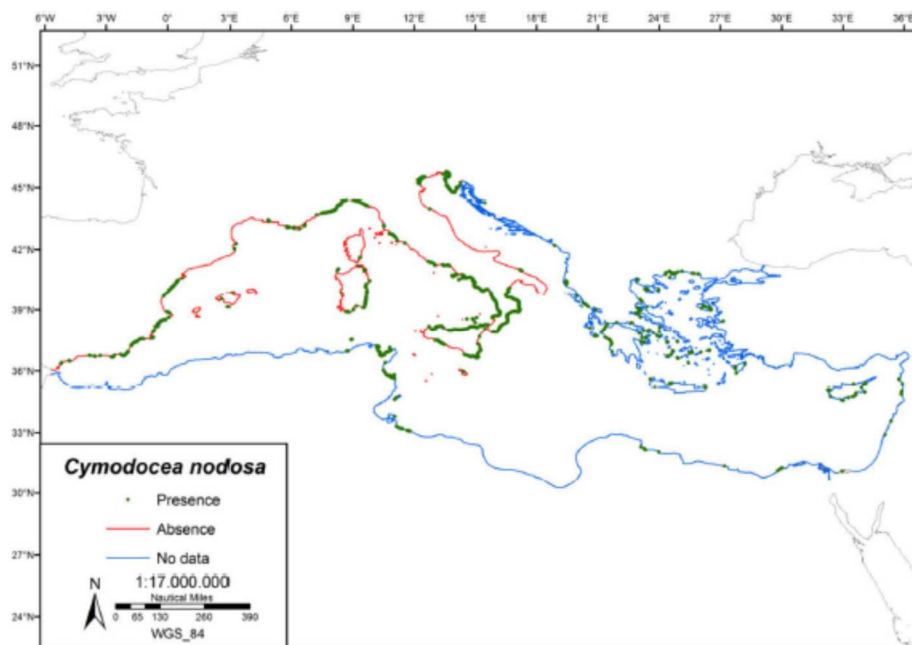 6°W 3°W 0° 3°E 6°E 9°E 12°E 15°E 18°E 21°E 24°E 27°E 30°E 33°E 36°E
51°N
48°N
45°N
42°N
39°N
36°N
33°N
30°N
27°N
24°N
Cymodocea nodosa
Presence
Absence
No data
1:17.000.000
N
Nautical Miles
0 65 130 260 390
WGS_84